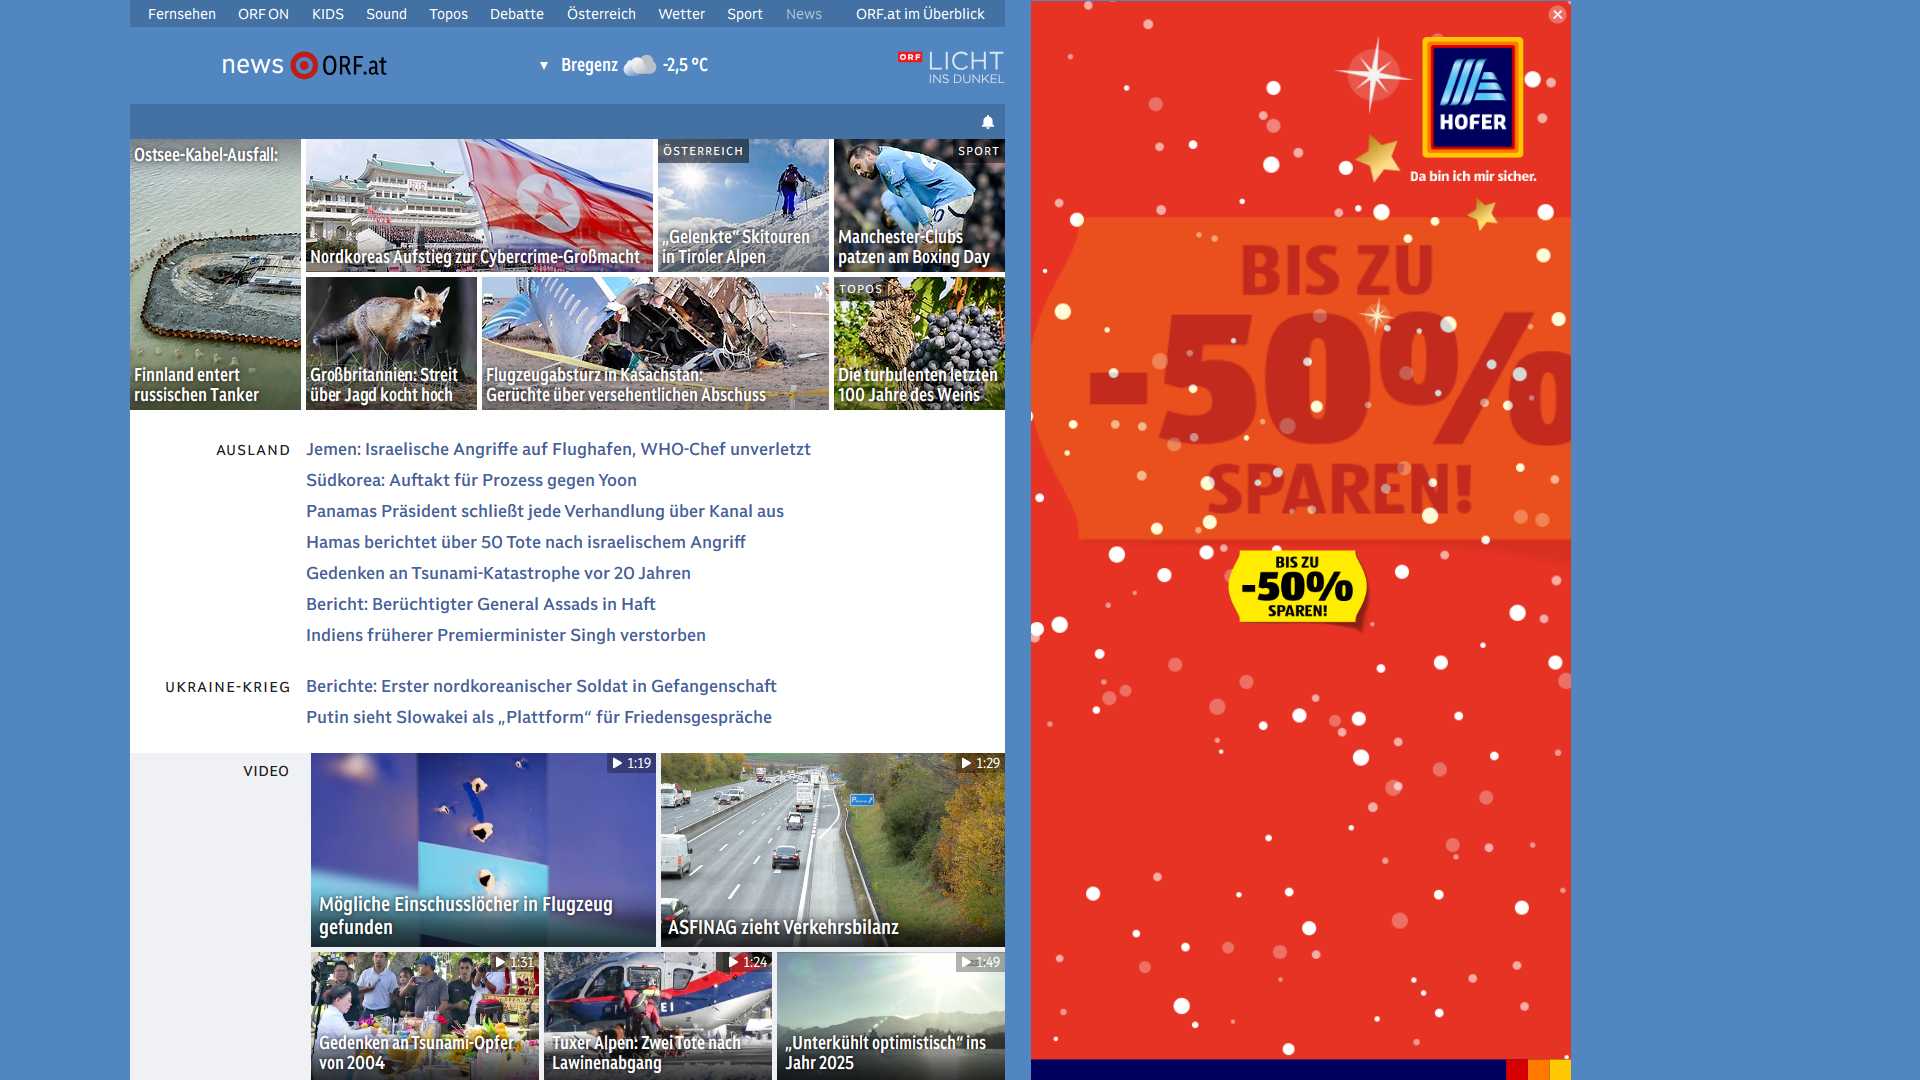 Fernsehen ORF ON KIDS Sound Topos Debatte Österreich Wetter Sport News ORF.at im Überblick
news ORF.at
Bregenz -2,5 °C
ORF LICHT
INS DUNKEL
Ostsee-Kabel-Ausfall:
Finnland entert
russischen Tanker
Nordkoreas Aufstieg zur Cybercrime-Großmacht
ÖSTERREICH
„Gelenkte“ Skitouren
in Tiroler Alpen
SPORT
Manchester-Clubs
patzen am Boxing Day
Großbritannien: Streit
über Jagd kocht hoch
Flugzeugabsturz in Kasachstan:
Gerüchte über versehentlichen Abschuss
TOPOS
Die turbulenten letzten
100 Jahre des Weins
AUSLAND
Jemen: Israelische Angriffe auf Flughafen, WHO-Chef unverletzt
Südkorea: Auftakt für Prozess gegen Yoon
Panamas Präsident schließt jede Verhandlung über Kanal aus
Hamas berichtet über 50 Tote nach israelischem Angriff
Gedenken an Tsunami-Katastrophe vor 20 Jahren
Bericht: Berüchtigter General Assads in Haft
Indiens früherer Premierminister Singh verstorben
UKRAINE-KRIEG
Berichte: Erster nordkoreanischer Soldat in Gefangenschaft
Putin sieht Slowakei als „Plattform“ für Friedensgespräche
VIDEO
1:19
Mögliche Einschusslöcher in Flugzeug
gefunden
1:29
ASFINAG zieht Verkehrsbilanz
1:31
Gedenken an Tsunami-Opfer
von 2004
1:24
Tuxer Alpen: Zwei Tote nach
Lawinenabgang
1:49
„Unterkühlt optimistisch“ ins
Jahr 2025
HOFER
Da bin ich mir sicher.
BIS ZU
-50%
SPAREN!
BIS ZU
-50%
SPAREN!